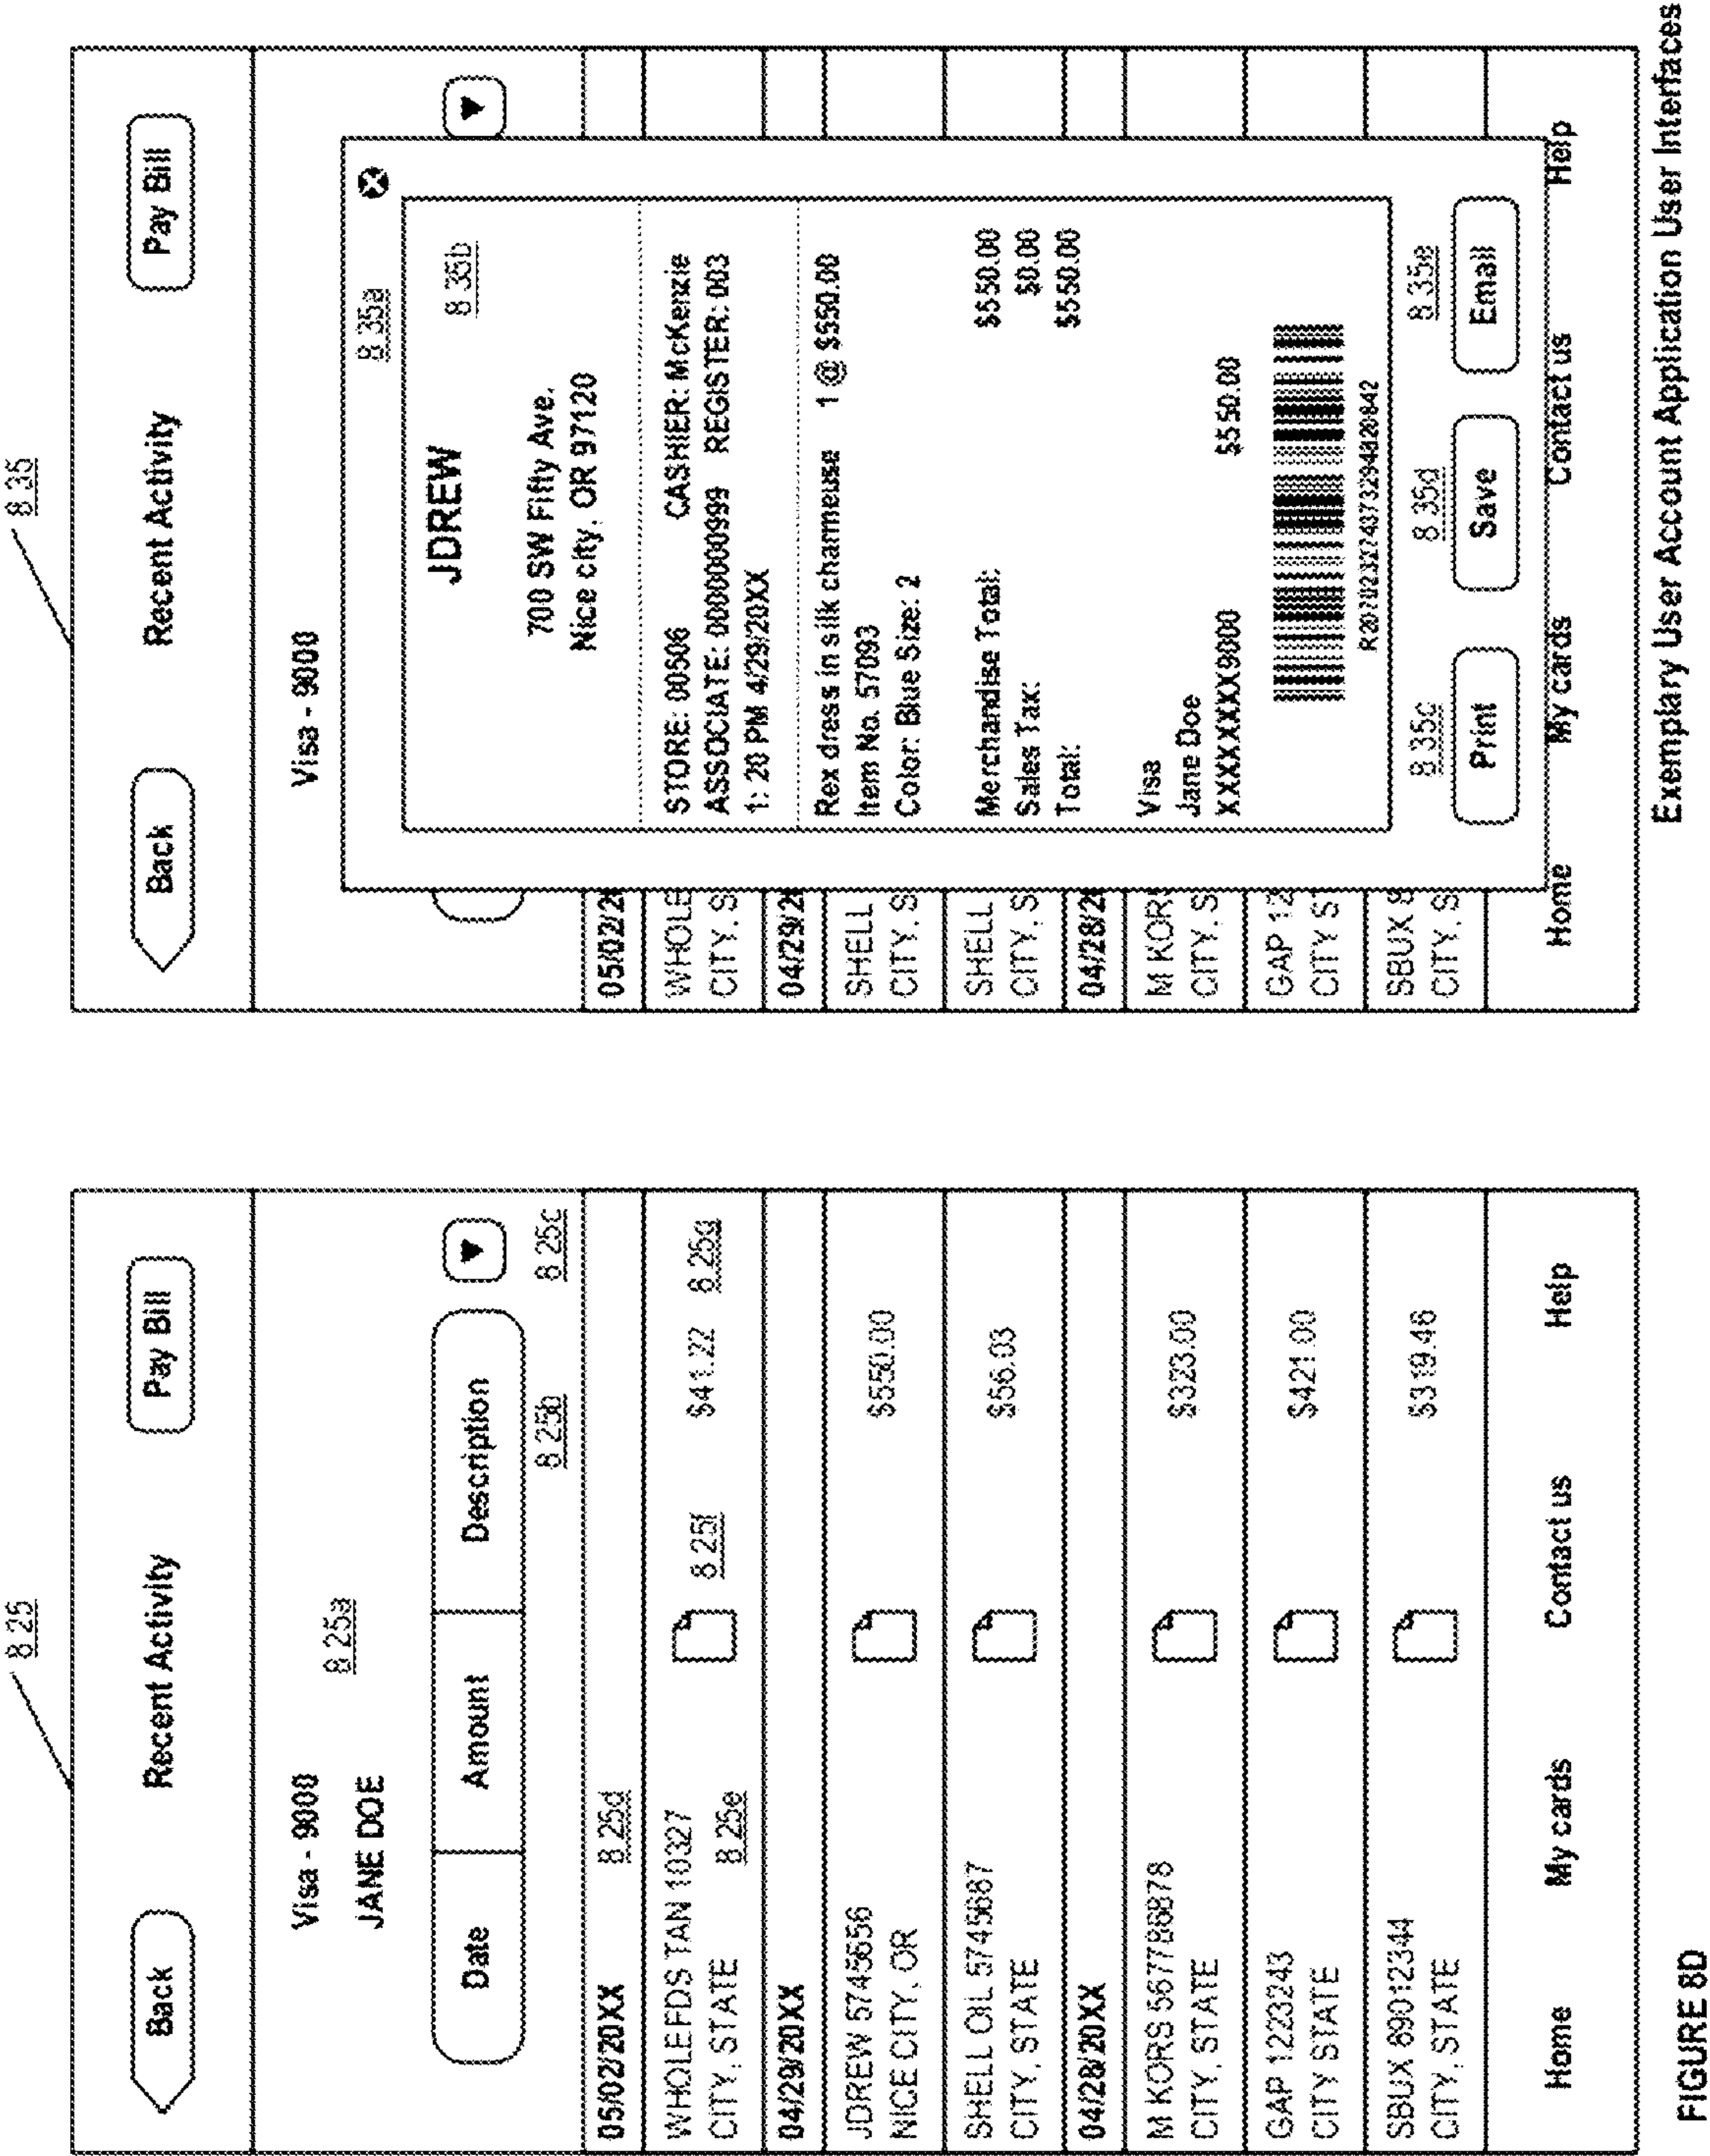 8.25
Back
Recent Activity
Pay Bill
Visa - 9000
8.25a
JANE DOE
Date
Amount
Description
8.25b
8.25c
05/02/20XX
8.25d
WHOLEFDS TAN 10327
8.25f
$41.22
8.25g
CITY, STATE
8.25e
04/29/20XX
JDREW 5745656
$550.00
NICE CITY, OR
SHELL OIL 5745687
$56.03
CITY, STATE
04/28/20XX
M KORS 567786878
$323.00
CITY, STATE
GAP 1223243
$421.00
CITY STATE
SBUX 89012344
$319.46
CITY, STATE
Home
My cards
Contact us
Help
8.35
Back
Recent Activity
Pay Bill
Visa - 9000
8.35a
JDREW
8.35b
700 SW Fifty Ave.
Nice city, OR 97120
STORE: 00506 CASHIER: McKenzie
ASSOCIATE: 0000000999 REGISTER: 003
1: 20 PM 4/29/20XX
Rex dress in silk charmeuse 1 @ $550.00
Item No. 57093
Color: Blue Size: 2
Merchandise Total: $550.00
Sales Tax: $0.00
Total: $550.00
Visa
Jane Doe
XXXXXXXX9000 $550.00
8.35c
8.35d
8.35e
Print
Save
Email
05/02/20
WHOLE
CITY, S
04/29/20
SHELL
CITY, S
SHELL
CITY, S
04/28/20
M KORS
CITY, S
GAP 12
CITY ST
SBUX 8
CITY, S
Home
My cards
Contact us
Help
FIGURE 8D
Exemplary User Account Application User Interfaces